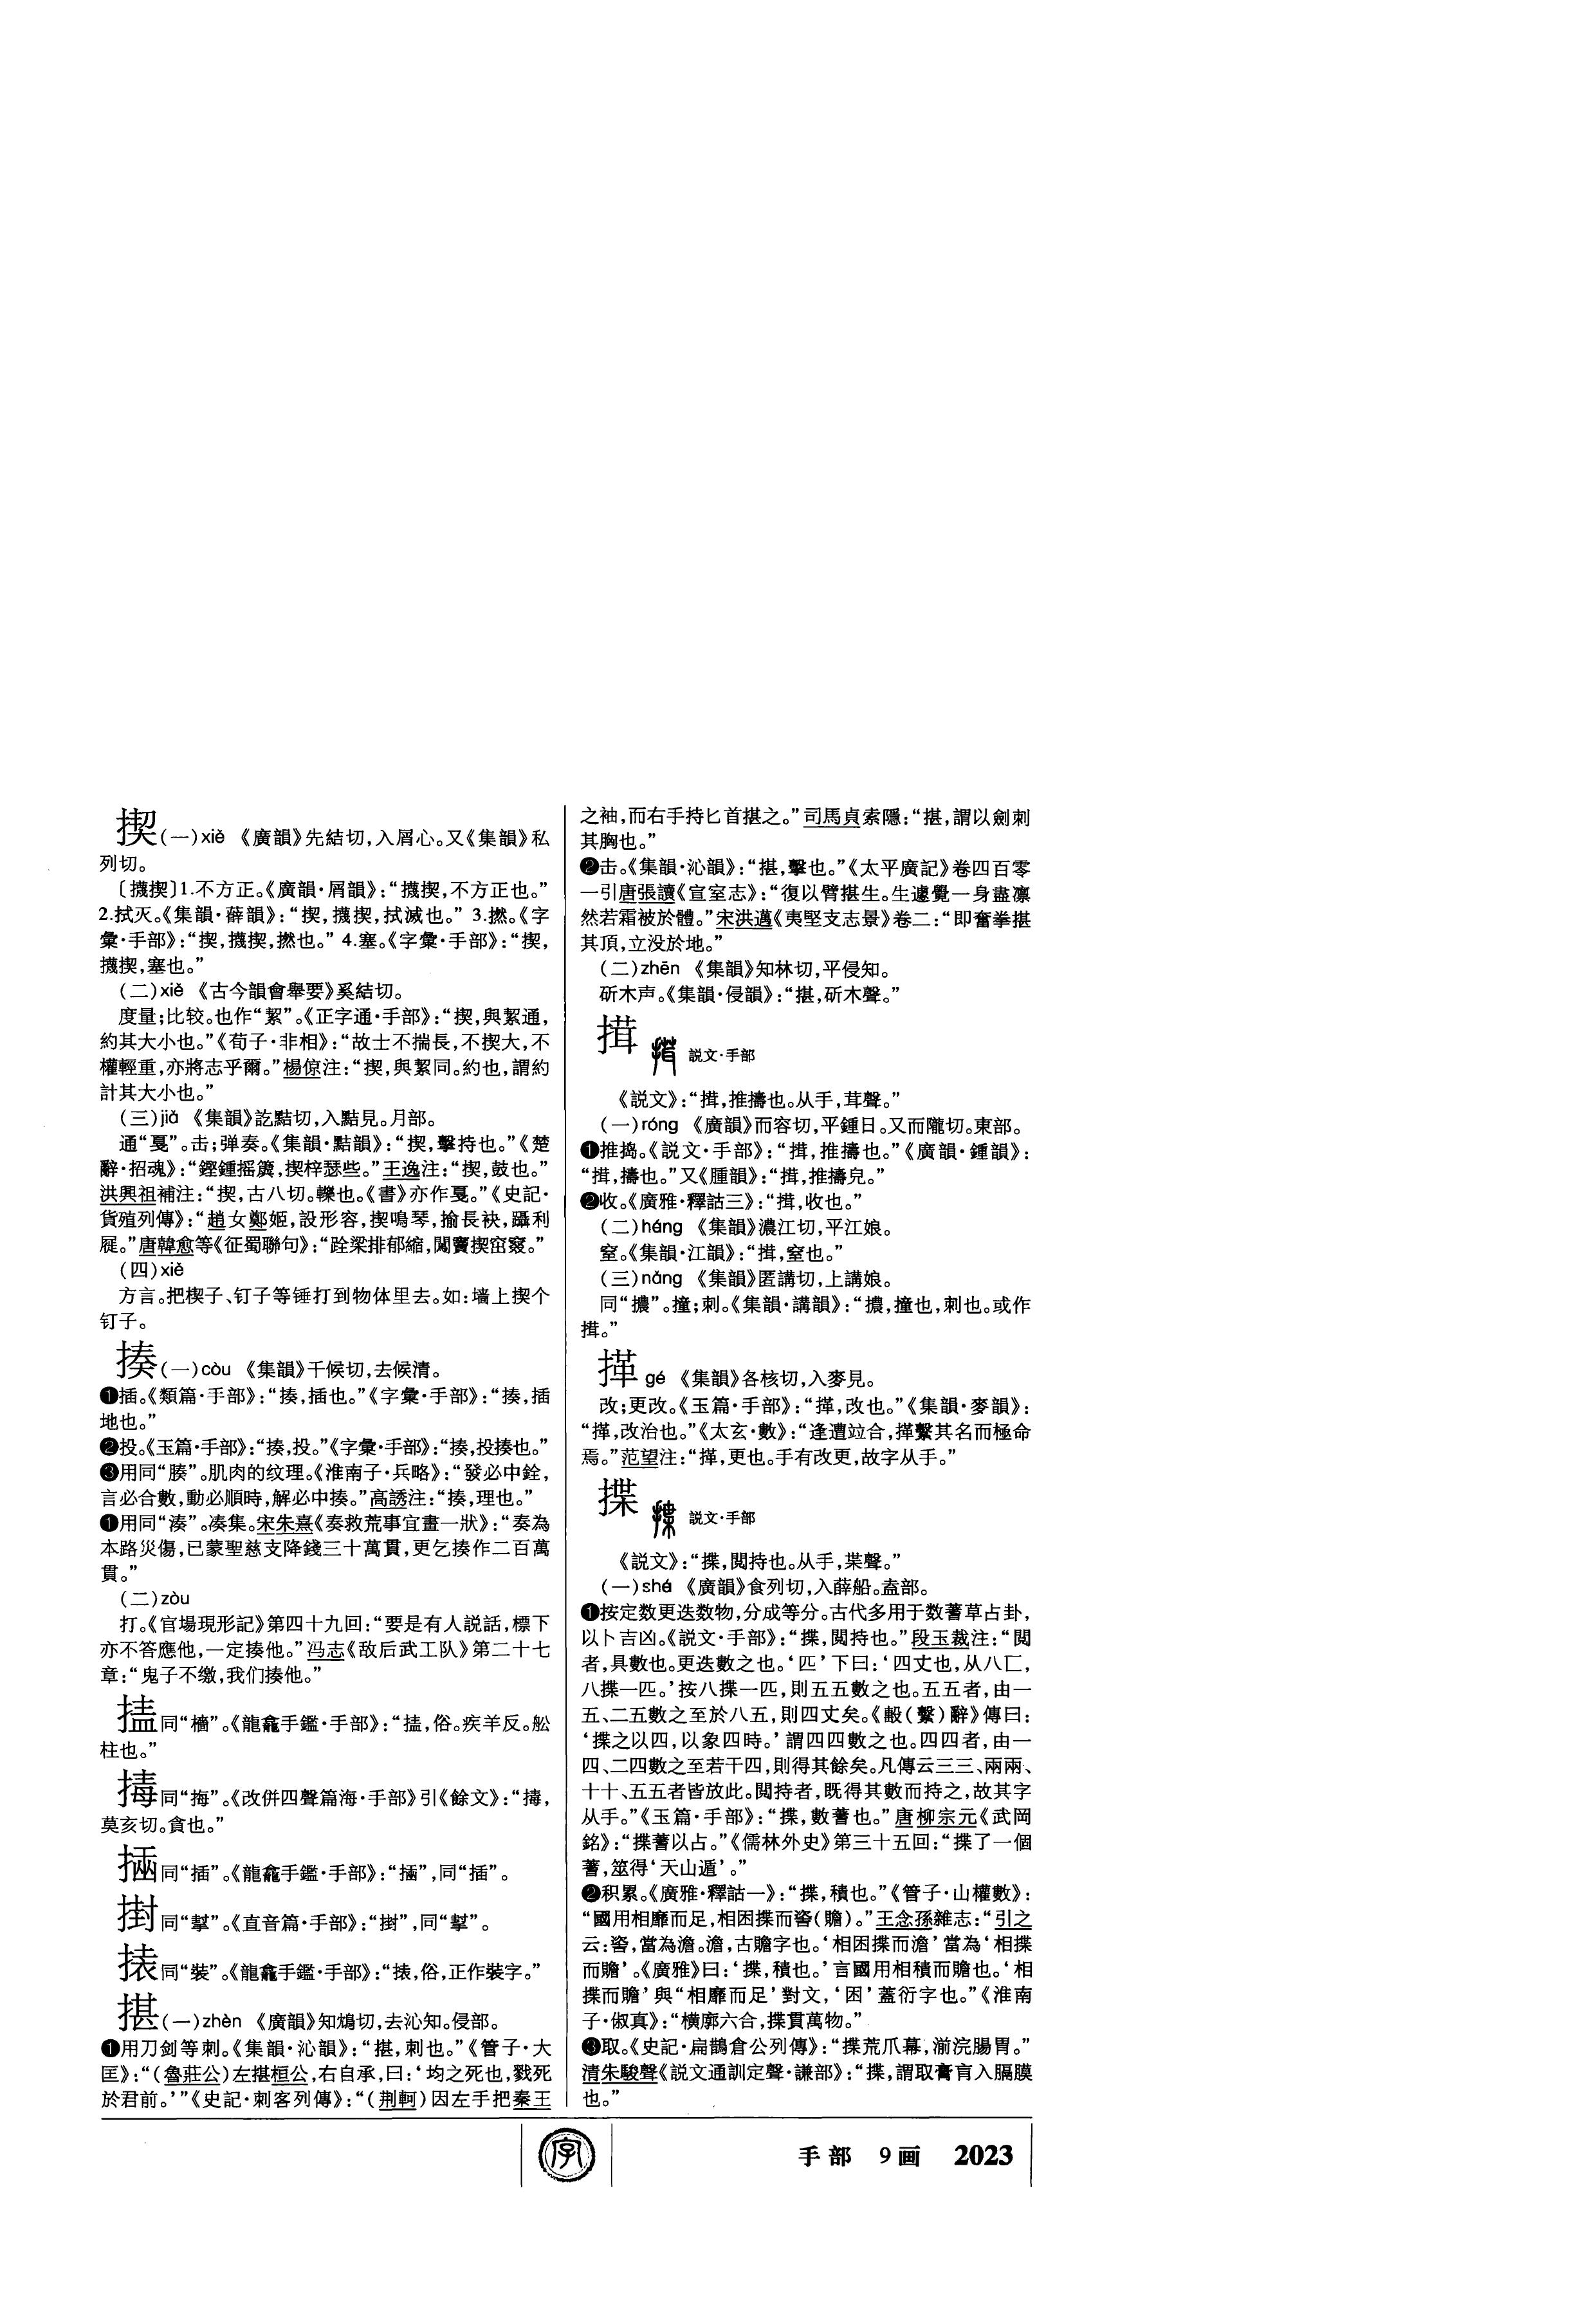 揳(一)xiè 《廣韻》先結切,入屑心。又《集韻》私
列切。
〔攕揳〕1.不方正。《廣韻·屑韻》:“攕揳,不方正也。”
2.拭灭。《集韻·薛韻》:“揳,攕揳,拭滅也。” 3.撚。《字
彙·手部》:“揳,攕揳,撚也。” 4.塞。《字彙·手部》:“揳,
攕揳,塞也。”
(二)xié 《古今韻會舉要》奚結切。
度量;比较。也作“絜”。《正字通·手部》:“揳,與絜通,
約其大小也。”《荀子·非相》:“故士不揣長,不揳大,不
權輕重,亦將志乎爾。”楊倞注:“揳,與絜同。約也,謂約
計其大小也。”
(三)jiá 《集韻》訖黠切,入黠見。月部。
通“戛”。击;弹奏。《集韻·黠韻》:“揳,擊持也。”《楚
辭·招魂》:“鏗鍾摇簴,揳梓瑟些。”王逸注:“揳,鼓也。”
洪興祖補注:“揳,古八切。轢也。《書》亦作戛。”《史記·
貨殖列傳》:“趙女鄭姬,設形容,揳鳴琴,揄長袂,躡利
屣。”唐韓愈等《征蜀聯句》:“跧梁排郁縮,闖竇揳窋窡。”
(四)xiē
方言。把楔子、钉子等锤打到物体里去。如:墙上揳个
钉子。
揍(一)còu 《集韻》千候切,去候清。
❶插。《類篇·手部》:“揍,插也。”《字彙·手部》:“揍,插
地也。”
❷投。《玉篇·手部》:“揍,投。”《字彙·手部》:“揍,投揍也。”
❸用同“腠”。肌肉的纹理。《淮南子·兵略》:“發必中銓,
言必合數,動必順時,解必中揍。”高誘注:“揍,理也。”
❶用同“湊”。凑集。宋朱熹《奏救荒事宜畫一狀》:“奏為
本路災傷,已蒙聖慈支降錢三十萬貫,更乞揍作二百萬
貫。”
(二)zòu
打。《官場現形記》第四十九回:“要是有人説話,標下
亦不答應他,一定揍他。”冯志《敌后武工队》第二十七
章:“鬼子不缴,我们揍他。”
同“檣”。《龍龕手鑑·手部》:“俗。疾羊反。舩
柱也。”
同“挴”。《改併四聲篇海·手部》引《餘文》:“
莫亥切。貪也。”
同“插”。《龍龕手鑑·手部》:“同“插”。
同“㨃”。《直音篇·手部》:“同
同“裝”。《龍龕手鑑·手部》:“俗,正作裝字。”
揕(一)zhèn 《廣韻》知鴆切,去沁知。侵部。
❶用刀剑等刺。《集韻·沁韻》:“揕,刺也。”《管子·大
匡》:“(魯莊公)左揕桓公,右自承,曰:‘均之死也,戮死
於君前。’”《史記·刺客列傳》:“(荆軻)因左手把秦王
之袖,而右手持匕首揕之。”司馬貞索隱:“揕,謂以劍刺
其胸也。”
❷击。《集韻·沁韻》:“揕,擊也。”《太平廣記》卷四百零
一引唐張讀《宣室志》:“復以臂揕生。生遽覺一身盡凛
然若霜被於體。”宋洪邁《夷堅支志景》卷二:“即奮拳揕
其頂,立没於地。”
(二)zhēn 《集韻》知林切,平侵知。
斫木声。《集韻·侵韻》:“揕,斫木聲。”
搑 説文·手部
《説文》:“搑,推擣也。从手,茸聲。”
(一)róng 《廣韻》而容切,平鍾日。又而隴切。東部。
❶推捣。《説文·手部》:“搑,推擣也。”《廣韻·鍾韻》:
“搑,擣也。”又《腫韻》:“搑,推擣皃。”
❷收。《廣雅·釋詁三》:“搑,收也。”
(二)náng 《集韻》濃江切,平江娘。
窒。《集韻·江韻》:“搑,窒也。”
(三)nǎng 《集韻》匿講切,上講娘。
同“擃”。撞;刺。《集韻·講韻》:“擃,撞也,刺也。或作
搑。”
㨰 gé 《集韻》各核切,入麥見。
改;更改。《玉篇·手部》:“改也。”《集韻·麥韻》:
“改治也。”《太玄·數》:“逢遭竝合,繫其名而極命
焉。”范望注:“更也。手有改更,故字从手。”
揲 説文·手部
《説文》:“揲,閲持也。从手,枼聲。”
(一)shé 《廣韻》食列切,入薛船。盍部。
❶按定数更迭数物,分成等分。古代多用于数蓍草占卦,
以卜吉凶。《説文·手部》:“揲,閲持也。”段玉裁注:“閲
者,具數也。更迭數之也。‘匹’下曰:‘四丈也,从八匚,
八揲一匹。’按八揲一匹,則五五數之也。五五者,由一
五、二五數之至於八五,則四丈矣。《毄(繫)辭》傳曰:
‘揲之以四,以象四時。’謂四四數之也。四四者,由一
四、二四數之至若干四,則得其餘矣。凡傳云三三、兩兩、
十十、五五者皆放此。閲持者,既得其數而持之,故其字
从手。”《玉篇·手部》:“揲,數蓍也。”唐柳宗元《武岡
銘》:“揲蓍以占。”《儒林外史》第三十五回:“揲了一個
蓍,筮得‘天山遁’。”
❷积累。《廣雅·釋詁一》:“揲,積也。”《管子·山權數》:
“國用相靡而足,相困揲而㗜(贍)。”王念孫雜志:“引之
云:㗜,當為澹。澹,古贍字也。‘相困揲而澹’當為‘相揲
而贍’。《廣雅》曰:‘揲,積也。’言國用相積而贍也。‘相
揲而贍’與“相靡而足’對文,‘困’蓋衍字也。”《淮南
子·俶真》:“横廓六合,揲貫萬物。”
❸取。《史記·扁鵲倉公列傳》:“揲荒爪幕,湔浣腸胃。”
清朱駿聲《説文通訓定聲·謙部》:“揲,謂取膏肓入膈膜
也。”
字 手部 9画 2023